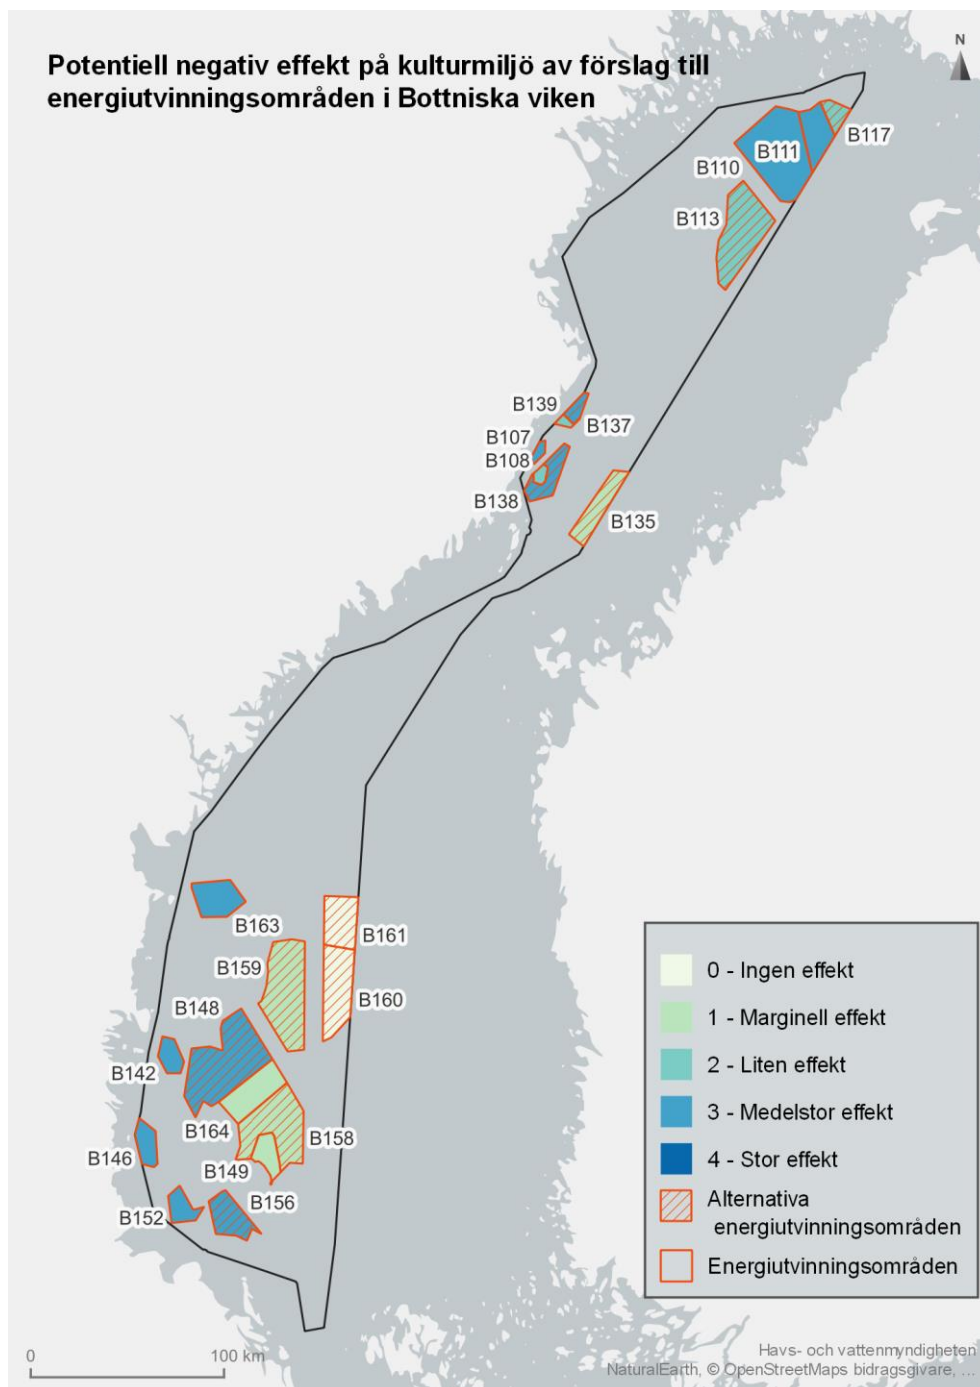 Potentiell negativ effekt på kulturmiljö av förslag till
energiutvinningsområden i Bottniska viken
N
B117
B111
B110
B113
B139
B137
B107
B108
B138
B135
B163
B161
B159
B160
B148
B142
B164
B158
B146
B149
B156
B152
0 - Ingen effekt
1 - Marginell effekt
2 - Liten effekt
3 - Medelstor effekt
4 - Stor effekt
Alternativa
energiutvinningsområden
Energiutvinningsområden
0
100 km
Havs- och vattenmyndigheten
NaturalEarth, © OpenStreetMaps bidragsgivare, ...